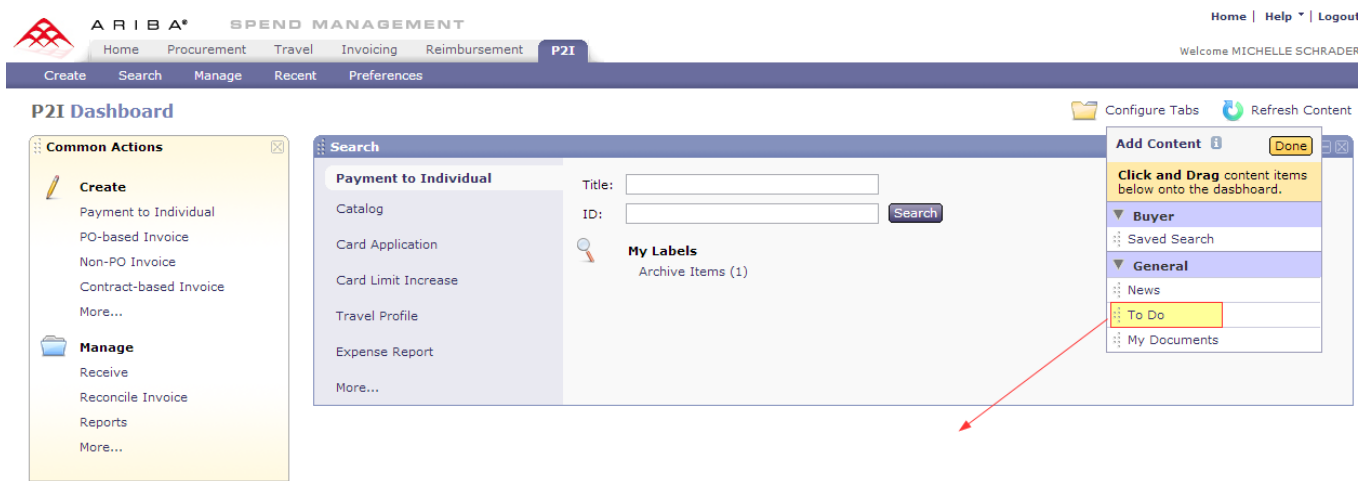 Home | Help | Logout
ARIBA® SPEND MANAGEMENT
Home Procurement Travel Invoicing Reimbursement P2I
Welcome MICHELLE SCHRADER
Create Search Manage Recent Preferences
P2I Dashboard
Configure Tabs Refresh Content
Common Actions
Create
Payment to Individual
PO-based Invoice
Non-PO Invoice
Contract-based Invoice
More...
Manage
Receive
Reconcile Invoice
Reports
More...
Search
Payment to Individual
Catalog
Card Application
Card Limit Increase
Travel Profile
Expense Report
More...
Title:
ID: Search
My Labels
Archive Items (1)
Add Content Done
Click and Drag content items
below onto the dasbhoard.
Buyer
Saved Search
General
News
To Do
My Documents